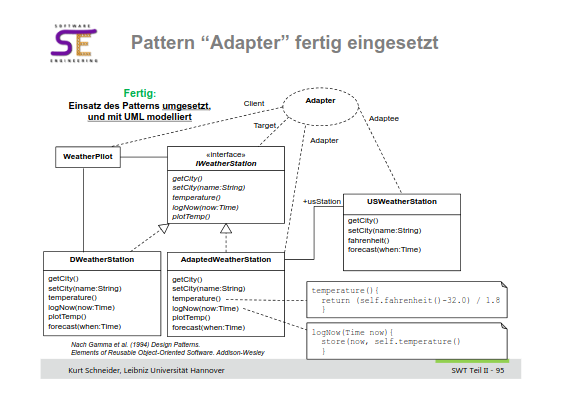 SOFTWARE
SE
ENGINEERING
Pattern “Adapter” fertig eingesetzt
Fertig:
Einsatz des Patterns umgesetzt,
und mit UML modelliert
Client
Adapter
Target
Adaptee
Adapter
WeatherPilot
«interface»
IWeatherStation
getCity()
setCity(name:String)
temperature()
logNow(now:Time)
plotTemp()
+usStation
USWeatherStation
getCity()
setCity(name:String)
fahrenheit()
forecast(when:Time)
DWeatherStation
getCity()
setCity(name:String)
temperature()
logNow(now:Time)
plotTemp()
forecast(when:Time)
AdaptedWeatherStation
getCity()
setCity(name:String)
temperature()
logNow(now:Time)
plotTemp()
forecast(when:Time)
temperature(){
return (self.fahrenheit()-32.0) / 1.8
}
logNow(Time now){
store(now, self.temperature()
}
Nach Gamma et al. (1994) Design Patterns.
Elements of Reusable Object-Oriented Software. Addison-Wesley
Kurt Schneider, Leibniz Universität Hannover
SWT Teil II - 95